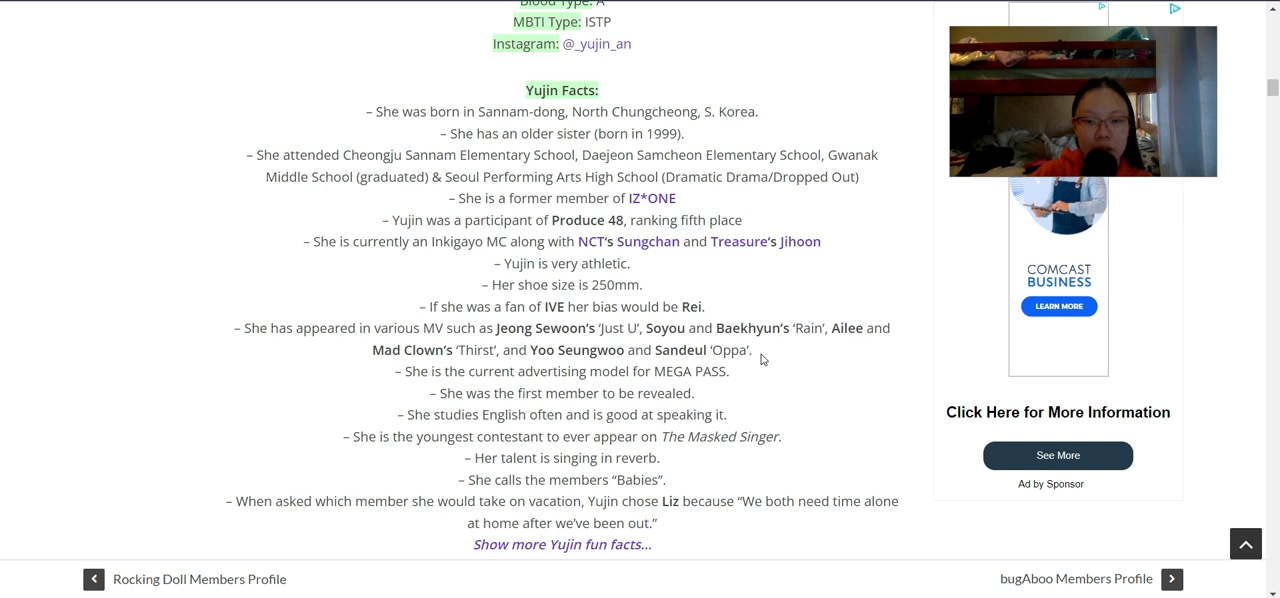 Blood Type: A
MBTI Type: ISTP
Instagram: @_yujin_an
Yujin Facts:
– She was born in Sannam-dong, North Chungcheong, S. Korea.
– She has an older sister (born in 1999).
– She attended Cheongju Sannam Elementary School, Daejeon Samcheon Elementary School, Gwanak
Middle School (graduated) & Seoul Performing Arts High School (Dramatic Drama/Dropped Out)
– She is a former member of IZ*ONE
– Yujin was a participant of Produce 48, ranking fifth place
– She is currently an Inkigayo MC along with NCT's Sungchan and Treasure's Jihoon
– Yujin is very athletic.
– Her shoe size is 250mm.
– If she was a fan of IVE her bias would be Rei.
– She has appeared in various MV such as Jeong Sewoon's ‘Just U’, Soyou and Baekhyun's ‘Rain’, Ailee and
Mad Clown's ‘Thirst’, and Yoo Seungwoo and Sandeul ‘Oppa’.
– She is the current advertising model for MEGA PASS.
– She was the first member to be revealed.
– She studies English often and is good at speaking it.
– She is the youngest contestant to ever appear on The Masked Singer.
– Her talent is singing in reverb.
– She calls the members “Babies”.
– When asked which member she would take on vacation, Yujin chose Liz because “We both need time alone
at home after we've been out.”
Show more Yujin fun facts…
COMCAST
BUSINESS
LEARN MORE
Click Here for More Information
See More
Ad by Sponsor
Rocking Doll Members Profile
bugAboo Members Profile